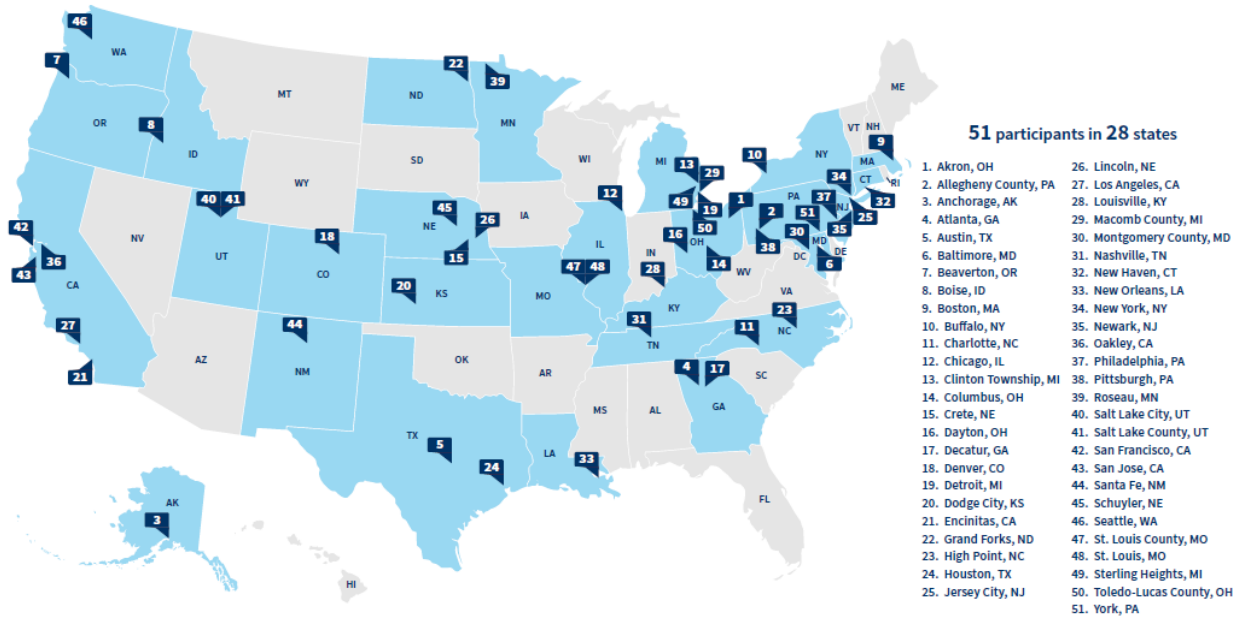 46
WA
7
22
39
ME
MT
ND
OR
8
MN
VT NH
51 participants in 28 states
ID
SD
WI
MI
13
10
NY
9
MA
1. Akron, OH
2. Allegheny County, PA
3. Anchorage, AK
4. Atlanta, GA
5. Austin, TX
6. Baltimore, MD
7. Beaverton, OR
8. Boise, ID
9. Boston, MA
10. Buffalo, NY
11. Charlotte, NC
12. Chicago, IL
13. Clinton Township, MI
14. Columbus, OH
15. Crete, NE
16. Dayton, OH
17. Decatur, GA
18. Denver, CO
19. Detroit, MI
20. Dodge City, KS
21. Encinitas, CA
22. Grand Forks, ND
23. High Point, NC
24. Houston, TX
25. Jersey City, NJ
26. Lincoln, NE
27. Los Angeles, CA
28. Louisville, KY
29. Macomb County, MI
30. Montgomery County, MD
31. Nashville, TN
32. New Haven, CT
33. New Orleans, LA
34. New York, NY
35. Newark, NJ
36. Oakley, CA
37. Philadelphia, PA
38. Pittsburgh, PA
39. Roseau, MN
40. Salt Lake City, UT
41. Salt Lake County, UT
42. San Francisco, CA
43. San Jose, CA
44. Santa Fe, NM
45. Schuyler, NE
46. Seattle, WA
47. St. Louis County, MO
48. St. Louis, MO
49. Sterling Heights, MI
50. Toledo-Lucas County, OH
51. York, PA
29
34
CT
RI
WY
12
40 41
49
1
PA
37
32
45
26
IA
19
2
51
NJ
25
42
NV
NE
50
30
35
18
16
OH
38
MD
DE
36
UT
15
IL
IN
DC
6
43
CA
CO
47 48
28
14
WV
20
KS
MO
VA
27
44
31
KY
23
11
NC
TN
AZ
NM
OK
AR
4
17
SC
21
MS
AL
GA
TX
5
LA
33
24
FL
AK
3
HI